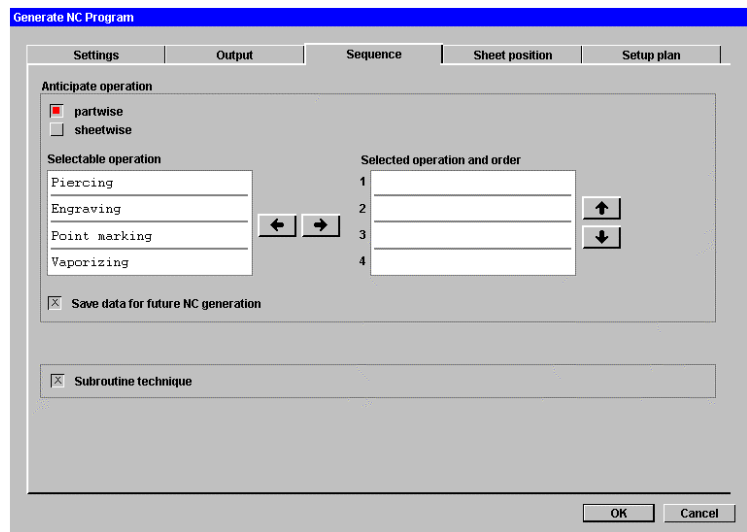 Generate NC Program
Settings Output Sequence Sheet position Setup plan
Anticipate operation
partwise
sheetwise
Selectable operation
Piercing
Engraving
Point marking
Vaporizing
Selected operation and order
1
2
3
4
X Save data for future NC generation
X Subroutine technique
OK Cancel